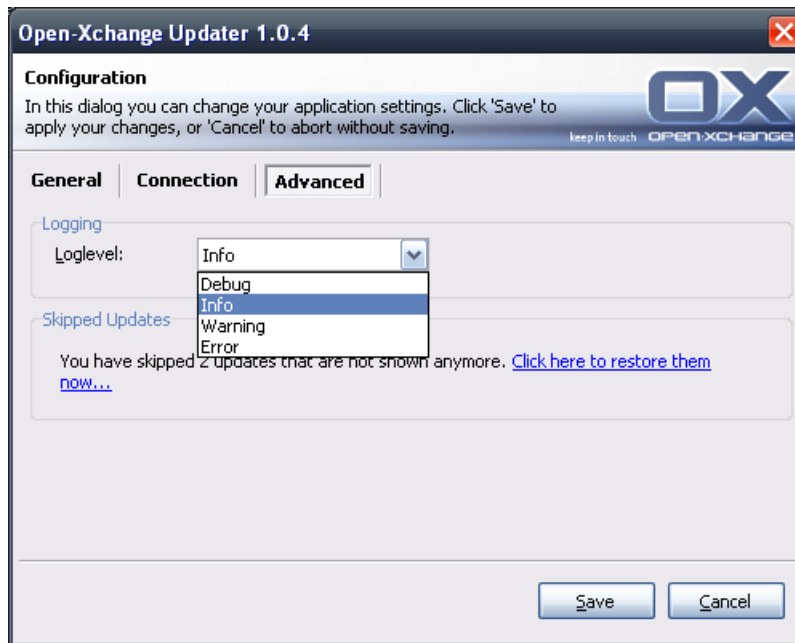 Open-Xchange Updater 1.0.4
Configuration
In this dialog you can change your application settings. Click 'Save' to
apply your changes, or 'Cancel' to abort without saving.
OX
keep in touch OPEN-XCHANGE
General Connection Advanced
Logging
Loglevel: Info
Debug
Info
Warning
Error
Skipped Updates
You have skipped 2 updates that are not shown anymore. Click here to restore them
now...
Save Cancel